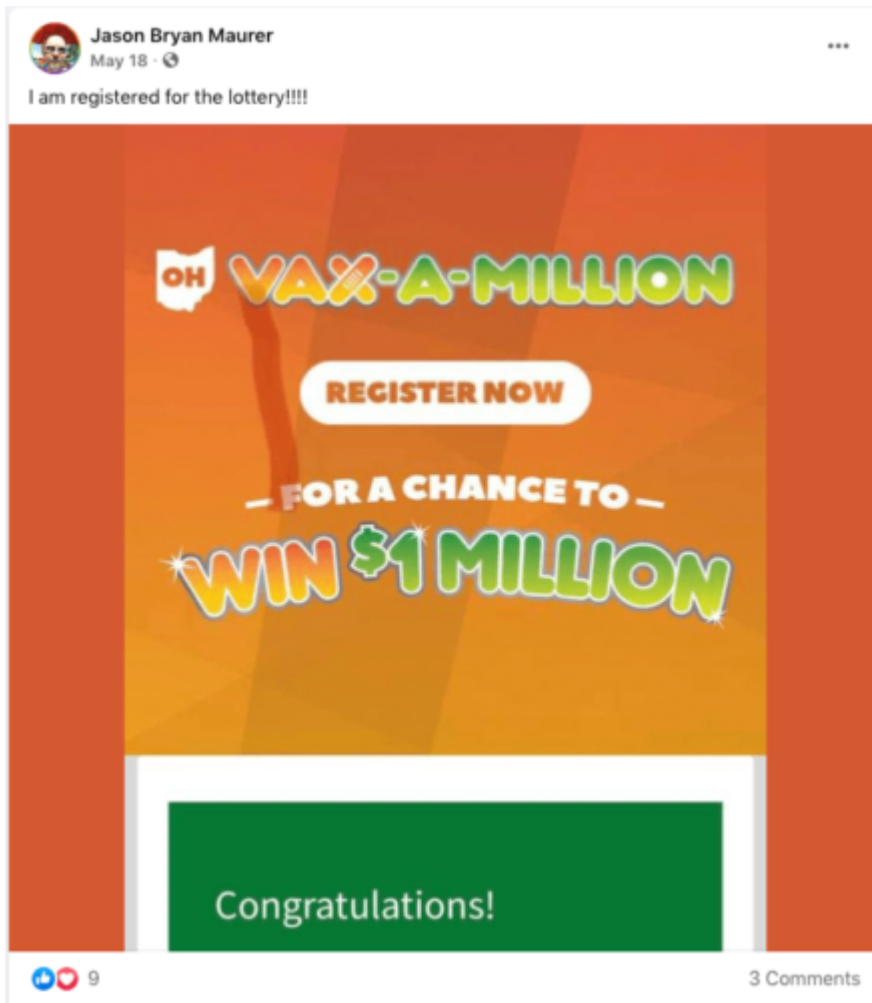 Jason Bryan Maurer
May 18 ·
I am registered for the lottery!!!!
OH VAX-A-MILLION
REGISTER NOW
— FOR A CHANCE TO —
WIN $1 MILLION
Congratulations!
9 3 Comments